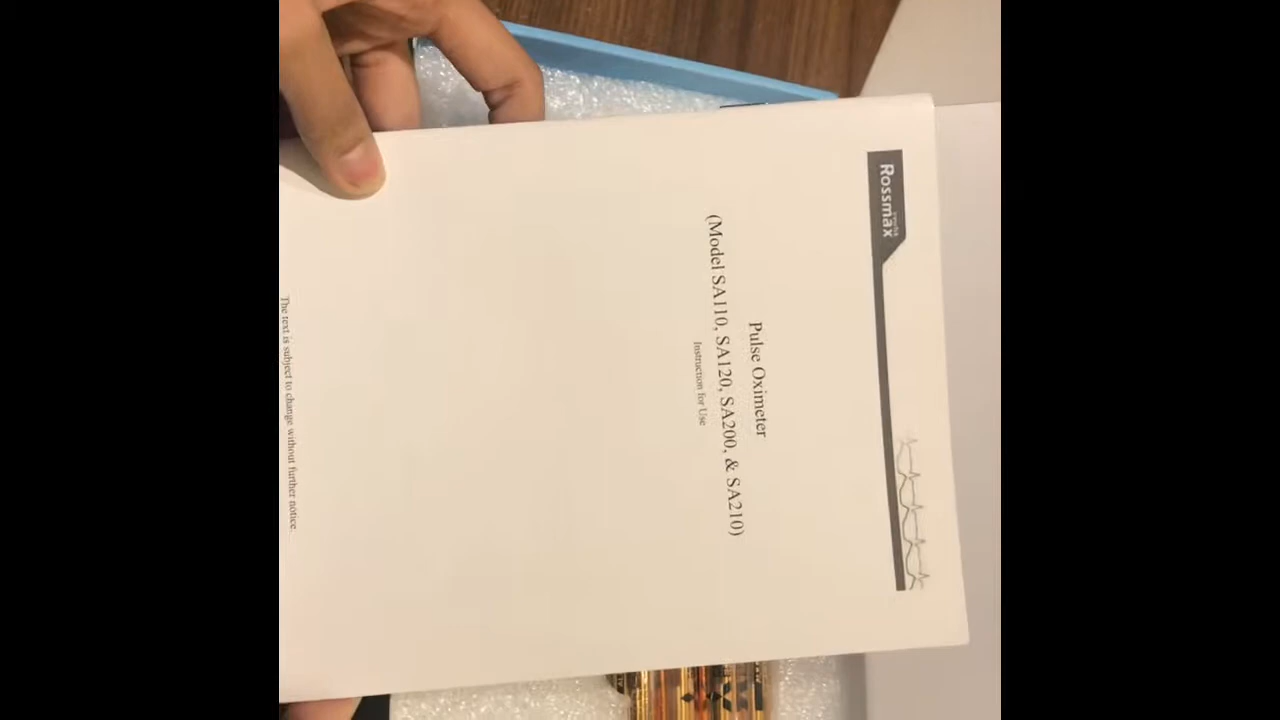 Rossmax
Pulse Oximeter
(Model SA110, SA120, SA200, & SA210)
Instruction for Use
The text is subject to change without further notice.